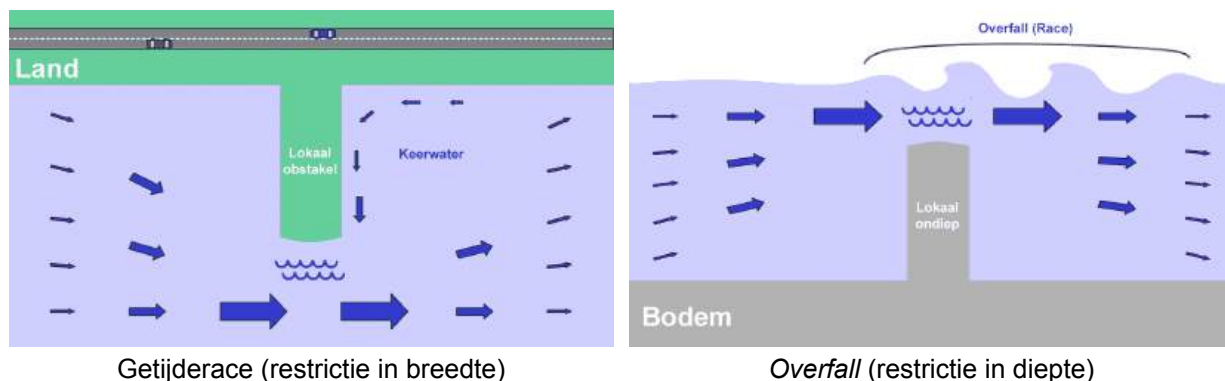 Land
Lokaal
obstakel
Keerwater
Getijderace (restrictie in breedte)
Overfall (Race)
Lokaal
ondiep
Bodem
Overfall (restrictie in diepte)